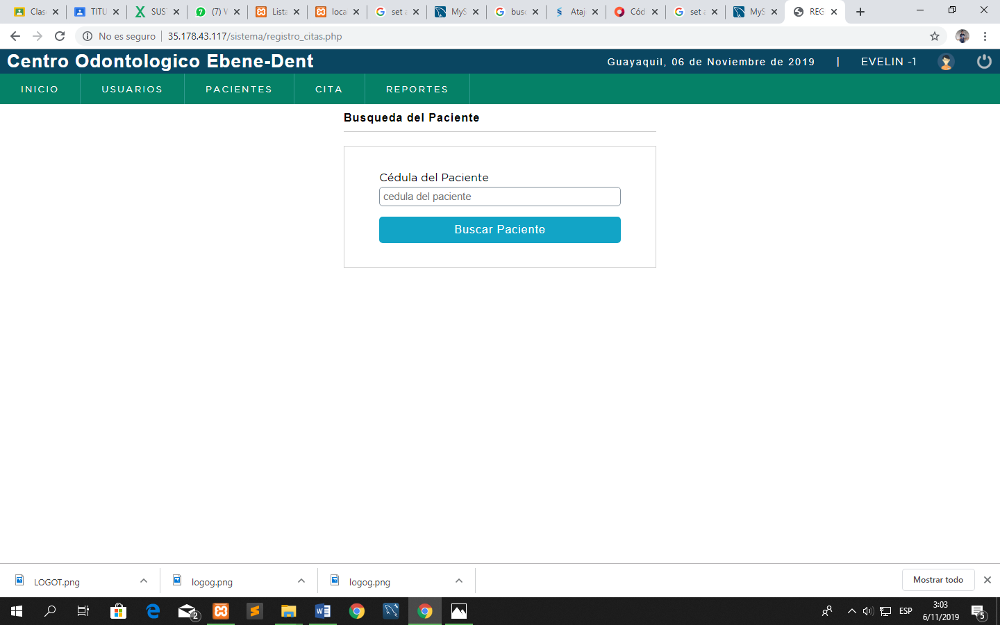 Clas
TITU
SUS
(7) W
Lista
loca
set a
MyS
busc
Ataj
Cód
set a
MyS
REG
No es seguro
35.178.43.117/sistema/registro_citas.php
Centro Odontologico Ebene-Dent
Guayaquil, 06 de Noviembre de 2019
|
EVELIN -1
INICIO
USUARIOS
PACIENTES
CITA
REPORTES
Busqueda del Paciente
Cédula del Paciente
cedula del paciente
Buscar Paciente
LOGOT.png
logog.png
logog.png
Mostrar todo
2
ESP
3:03
6/11/2019
5